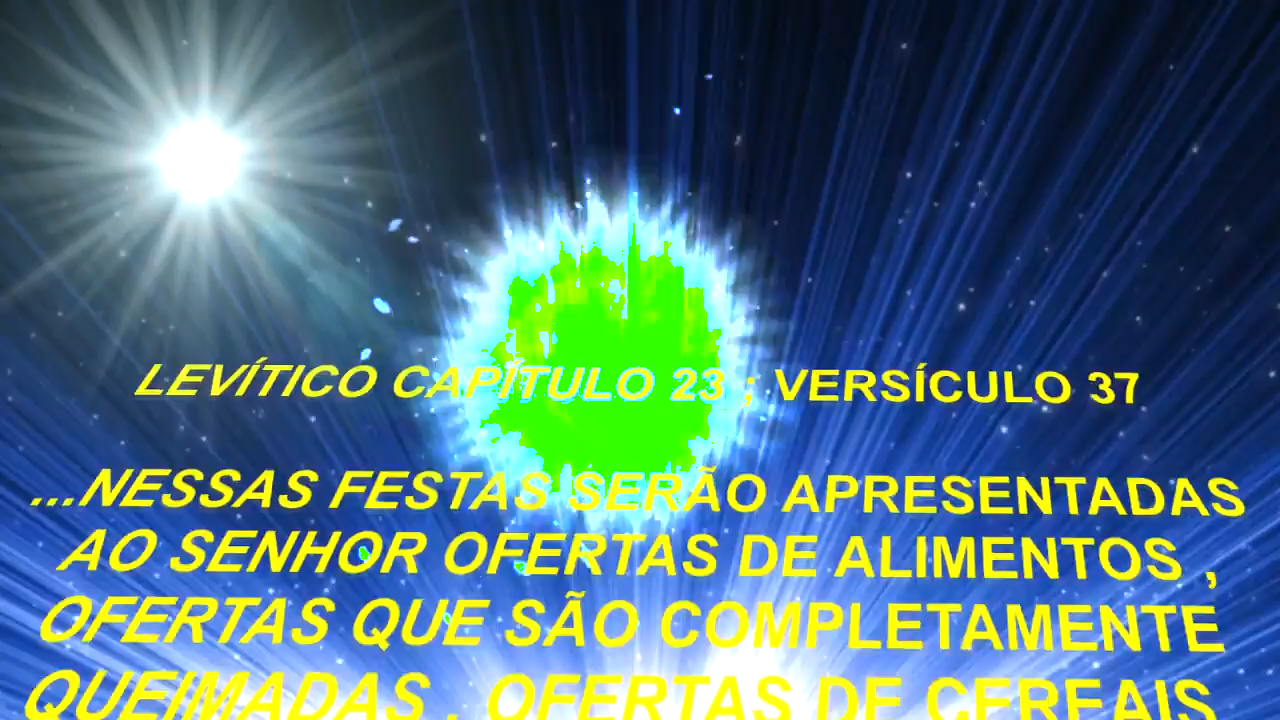 LEVÍTICO CAPÍTULO 23 ; VERSÍCULO 37
...NESSAS FESTAS SERÃO APRESENTADAS
AO SENHOR OFERTAS DE ALIMENTOS ,
OFERTAS QUE SÃO COMPLETAMENTE
QUEIMADAS , OFERTAS DE CEREAIS